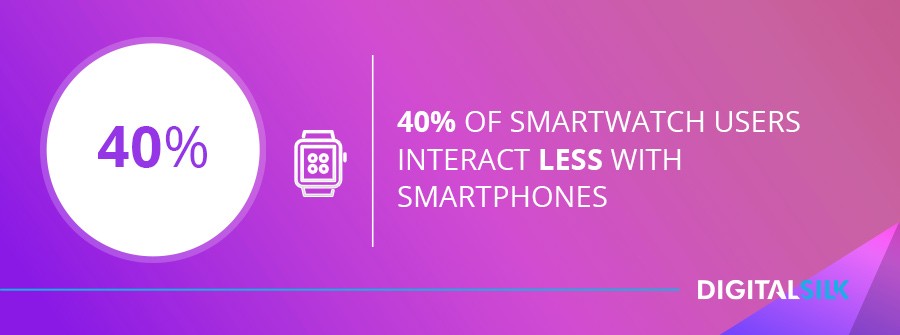 40%
40% OF SMARTWATCH USERS
INTERACT LESS WITH
SMARTPHONES
DIGITALSILK